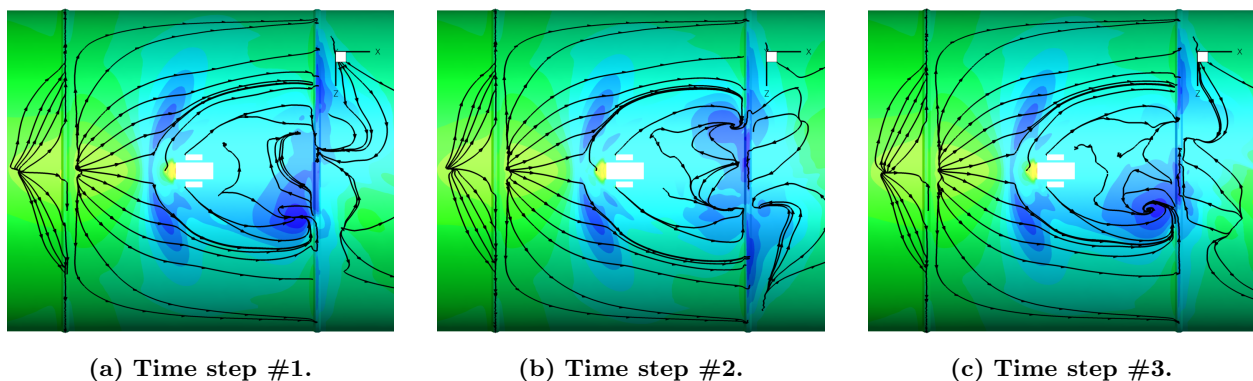 X
Z
X
Z
X
Z
(a) Time step #1.
(b) Time step #2.
(c) Time step #3.